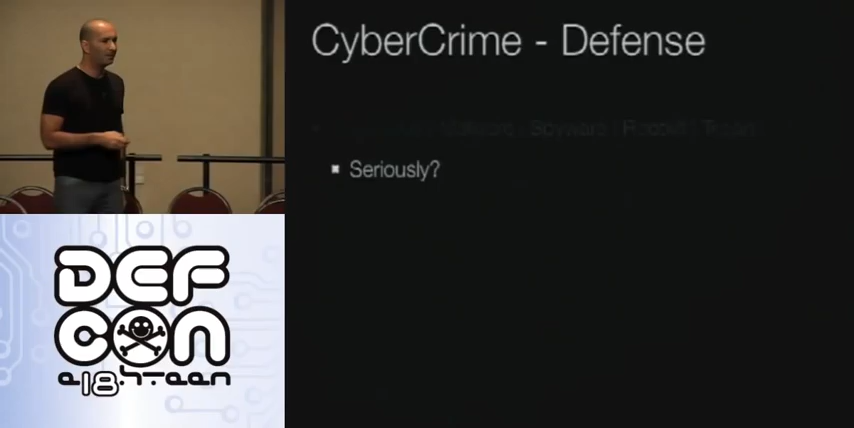 CyberCrime - Defense
Seriously?
DEF
CON
e18hteen